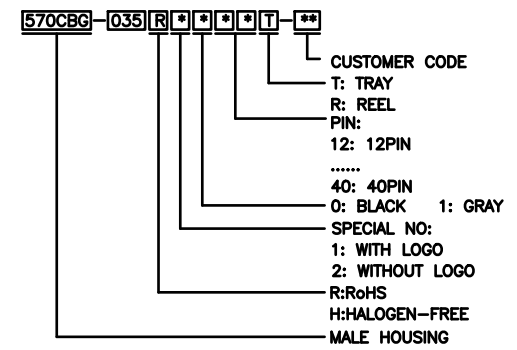 570CBG-035R****T-**
CUSTOMER CODE
T: TRAY
R: REEL
PIN:
12: 12PIN
......
40: 40PIN
0: BLACK 1: GRAY
SPECIAL NO:
1: WITH LOGO
2: WITHOUT LOGO
R:RoHS
H:HALOGEN-FREE
MALE HOUSING